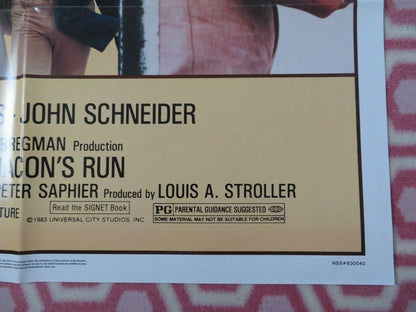 S - JOHN SCHNEIDER
BREGMAN Production
MACON'S RUN
PETER SAPHIER Produced by LOUIS A. STROLLER
TURE
Read the SIGNET Book
PG PARENTAL GUIDANCE SUGGESTED
SOME MATERIAL MAY NOT BE SUITABLE FOR CHILDREN
©1983 UNIVERSAL CITY STUDIOS, INC.
NSS#830040